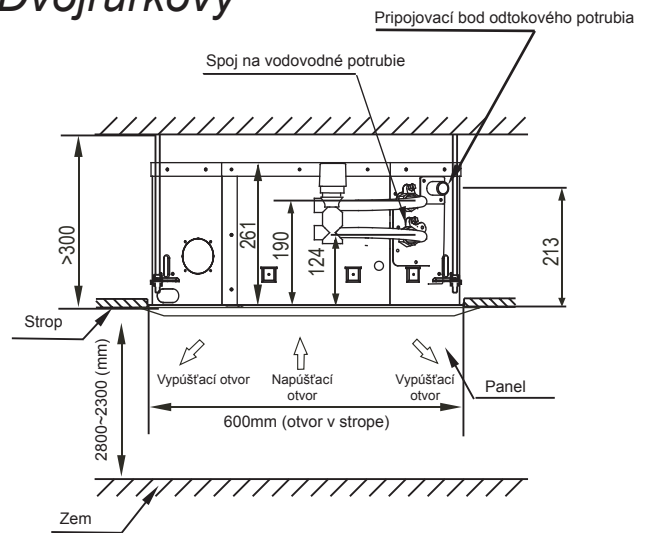 Dvojrúrkový
Pripojovací bod odtokového potrubia
Spoj na vodovodné potrubie
>300
261
190
124
213
Strop
Vypúšťací otvor
Napúšťací
otvor
Vypúšťací
otvor
Panel
600mm (otvor v strope)
2800~2300 (mm)
Zem